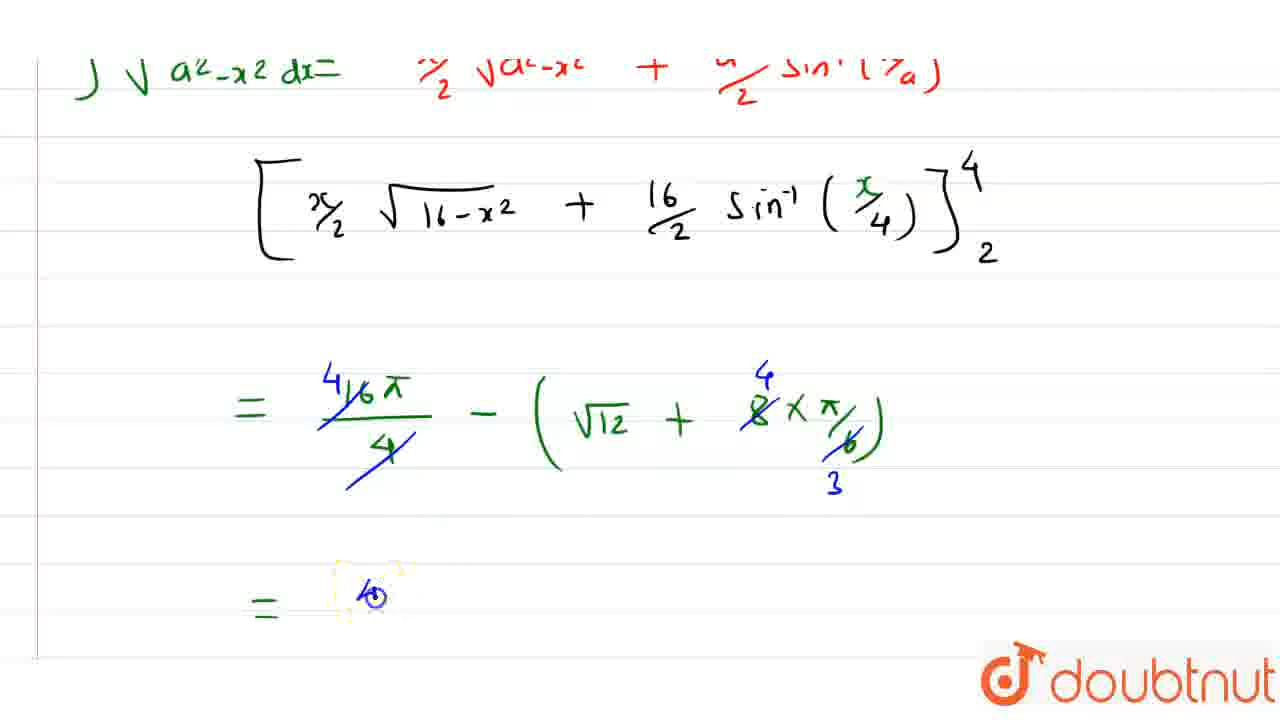 ∫ √ a²-x² dx = x/2 √a²-x² + a²/2 sin⁻¹ (x/a)
[ x/2 √16-x² + 16/2 sin⁻¹ (x/4) ]₂⁴
= 4 16π/4 - ( √12 + 4 8 × π/6 3 )
= 4
doubtnut